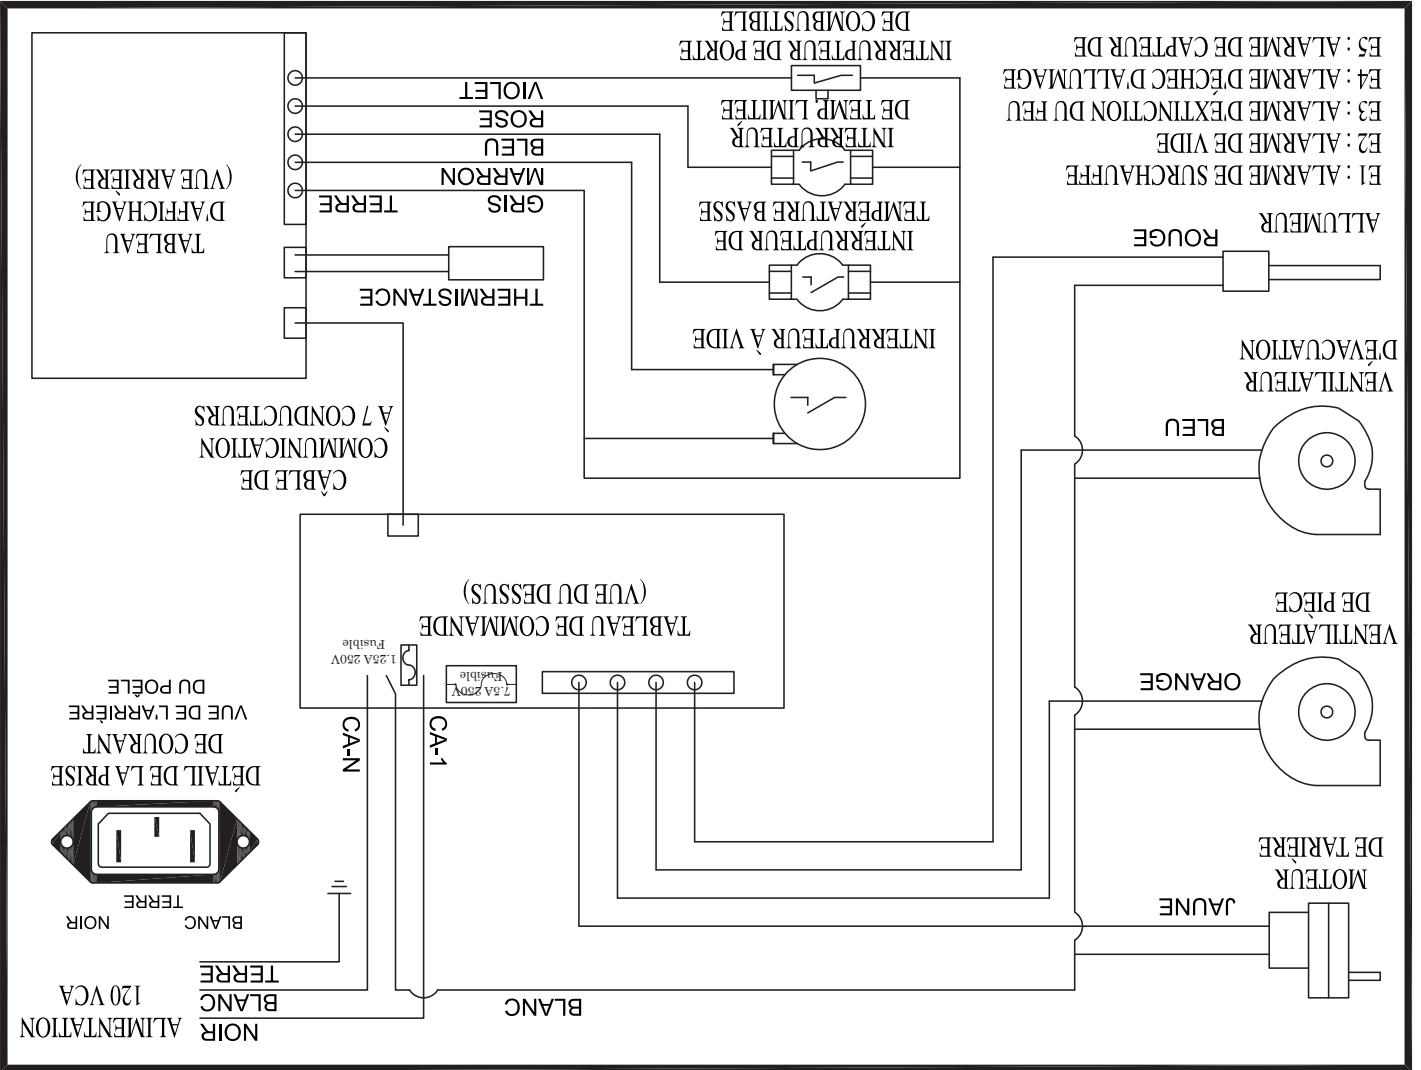 NOIR
BLANC
TERRE
ALIMENTATION
120 VCA
BLANC
JAUNE
MOTEUR
DE TARIÈRE
BLANC
TERRE
NOIR
DÉTAIL DE LA PRISE
DE COURANT
VUE DE L'ARRIÈRE
DU POÊLE
CA-1
CA-N
ORANGE
VENTILATEUR
DE PIÈCE
7.5A 250V
Fusible
1.25A 250V
Fusible
TABLEAU DE COMMANDE
(VUE DU DESSUS)
BLEU
VENTILATEUR
D'ÉVACUATION
CÂBLE DE
COMMUNICATION
À 7 CONDUCTEURS
INTERRUPTEUR À VIDE
THERMISTANCE
ROUGE
ALLUMEUR
INTERRUPTEUR DE
TEMPÉRATURE BASSE
TABLEAU
D'AFFICHAGE
(VUE ARRIÈRE)
GRIS
TERRE
MARRON
BLEU
ROSE
VIOLET
INTERRUPTEUR
DE TEMP. LIMITÉE
INTERRUPTEUR DE PORTE
DE COMBUSTIBLE
E1 : ALARME DE SURCHAUFFE
E2 : ALARME DE VIDE
E3 : ALARME D'ÉXTINCTION DU FEU
E4 : ALARME D'ÉCHEC D'ALLUMAGE
E5 : ALARME DE CAPTEUR DE